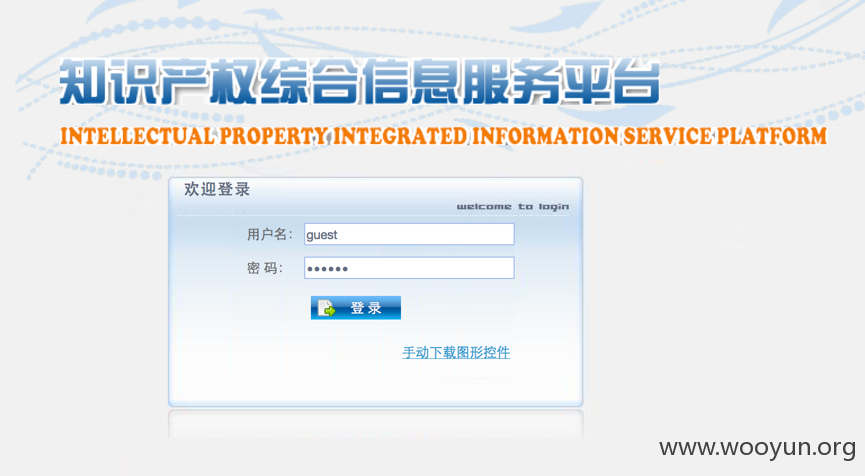 知识产权综合信息服务平台
INTELLECTUAL PROPERTY INTEGRATED INFORMATION SERVICE PLATFORM
欢迎登录
welcome to login
用户名： guest
密 码： ••••••
登 录
手动下载图形控件
www.wooyun.org